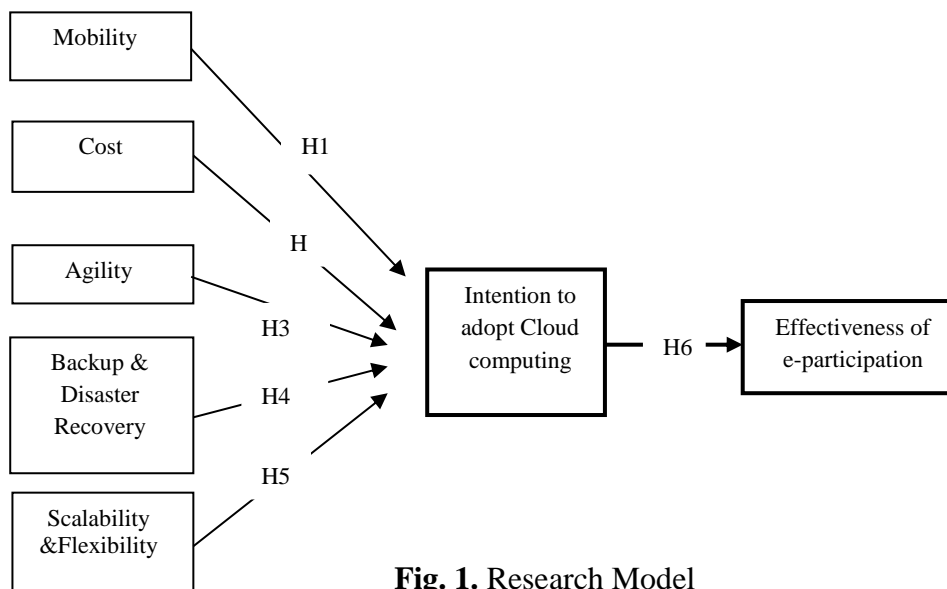 Mobility
Cost
Agility
Backup &
Disaster
Recovery
Scalability
&Flexibility
H1
H
H3
H4
H5
Intention to
adopt Cloud
computing
H6
Effectiveness of
e-participation
Fig. 1. Research Model